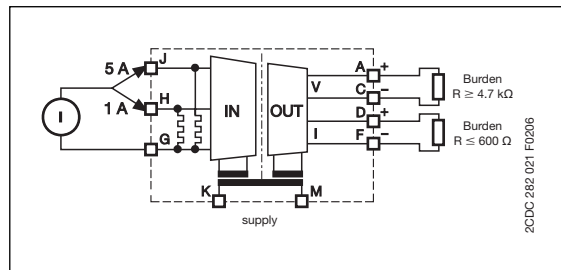 5 A
J
1 A
H
G
I
IN
OUT
V
I
A +
C −
D +
F −
Burden
R ≥ 4.7 kΩ
Burden
R ≤ 600 Ω
K
M
supply
2CDC 282 021 F0206